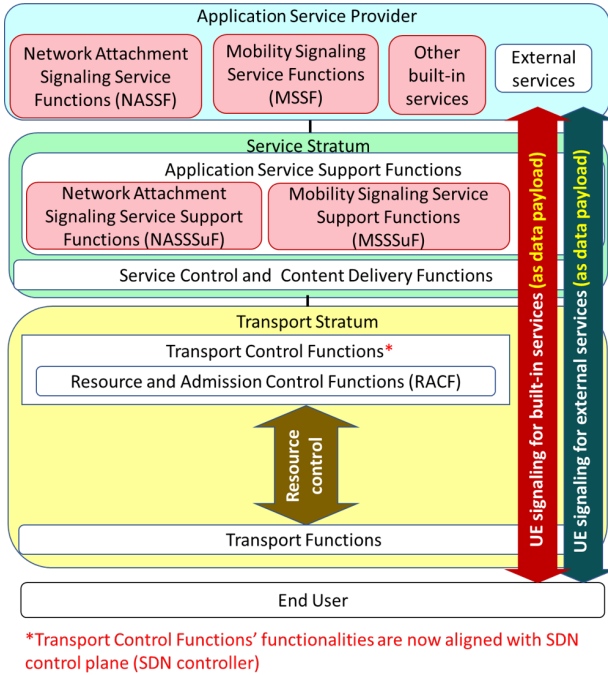 Application Service Provider
Network Attachment
Signaling Service
Functions (NASSF)
Mobility Signaling
Service Functions
(MSSF)
Other
built-in
services
External
services
Service Stratum
Application Service Support Functions
Network Attachment
Signaling Service Support
Functions (NASSSuF)
Mobility Signaling Service
Support Functions
(MSSSuF)
Service Control and Content Delivery Functions
Transport Stratum
Transport Control Functions*
Resource and Admission Control Functions (RACF)
Resource
control
Transport Functions
UE signaling for built-in services (as data payload)
UE signaling for external services (as data payload)
End User
*Transport Control Functions’ functionalities are now aligned with SDN
control plane (SDN controller)